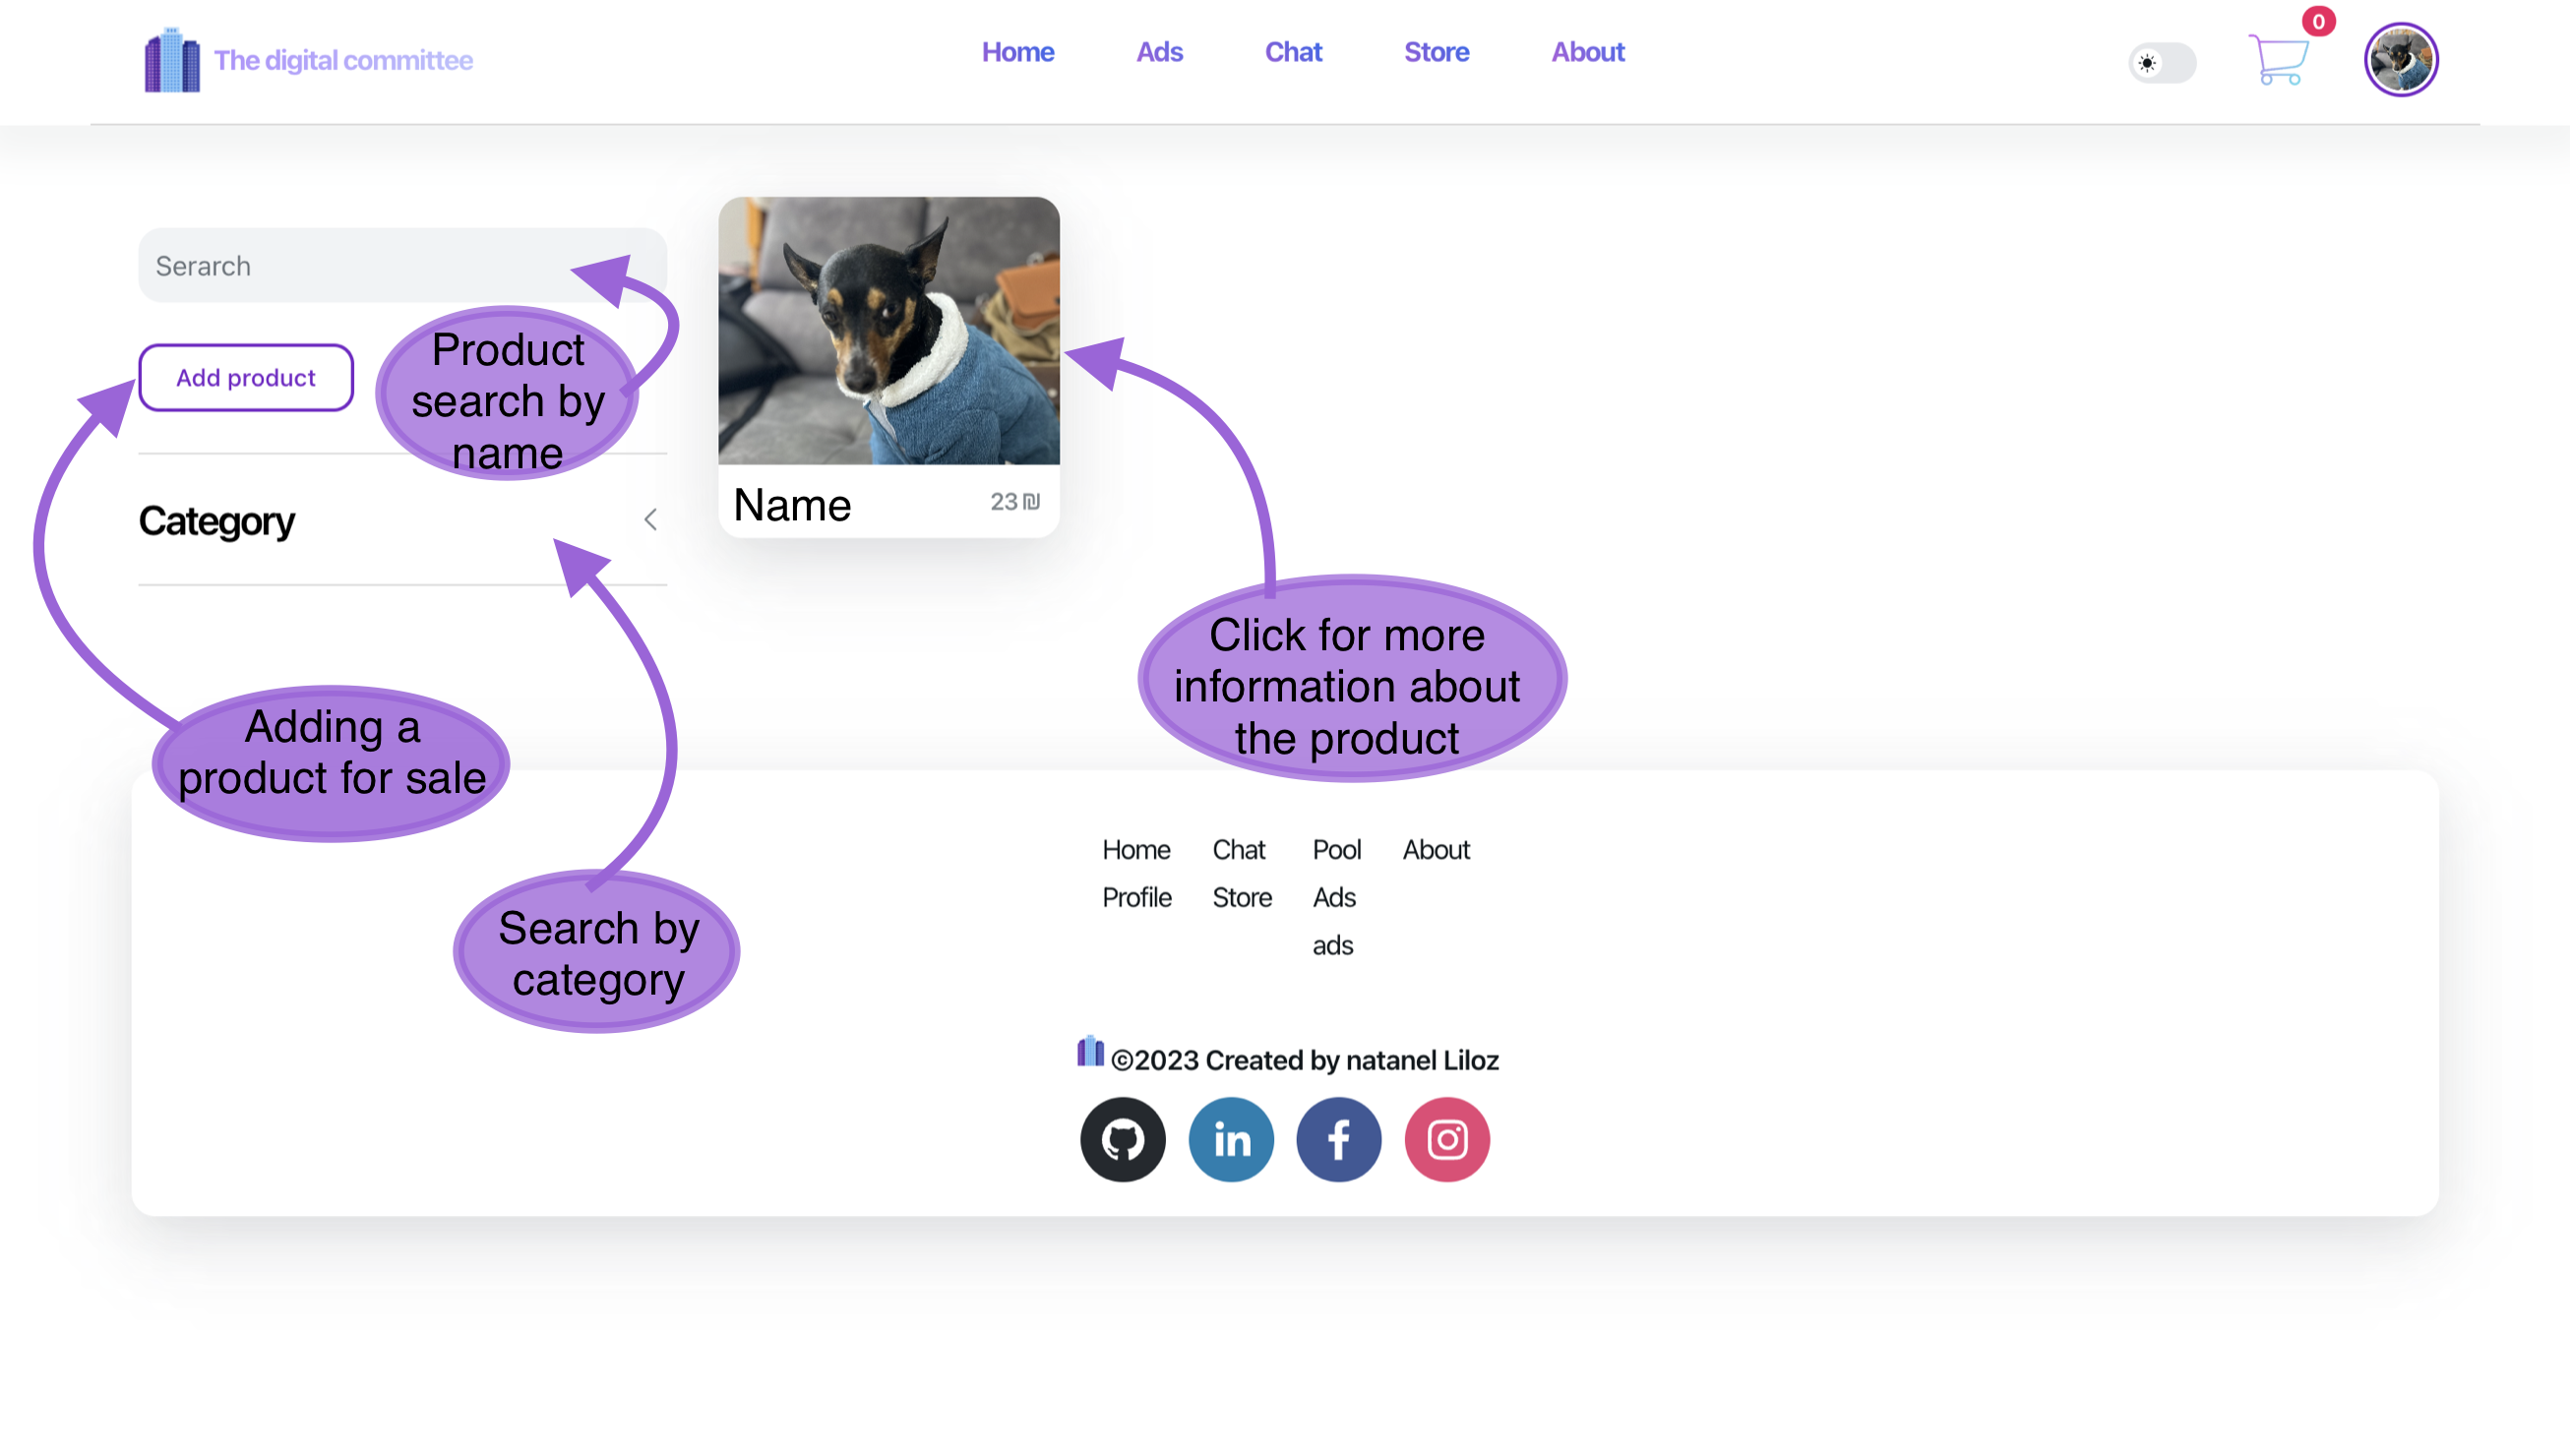 The digital committee
Home Ads Chat Store About
0
Serarch
Add product
Product
search by
name
Category
Name 23 ₪
Click for more
information about
the product
Adding a
product for sale
Search by
category
Home Chat Pool About
Profile Store Ads
ads
©2023 Created by natanel Liloz
in
f